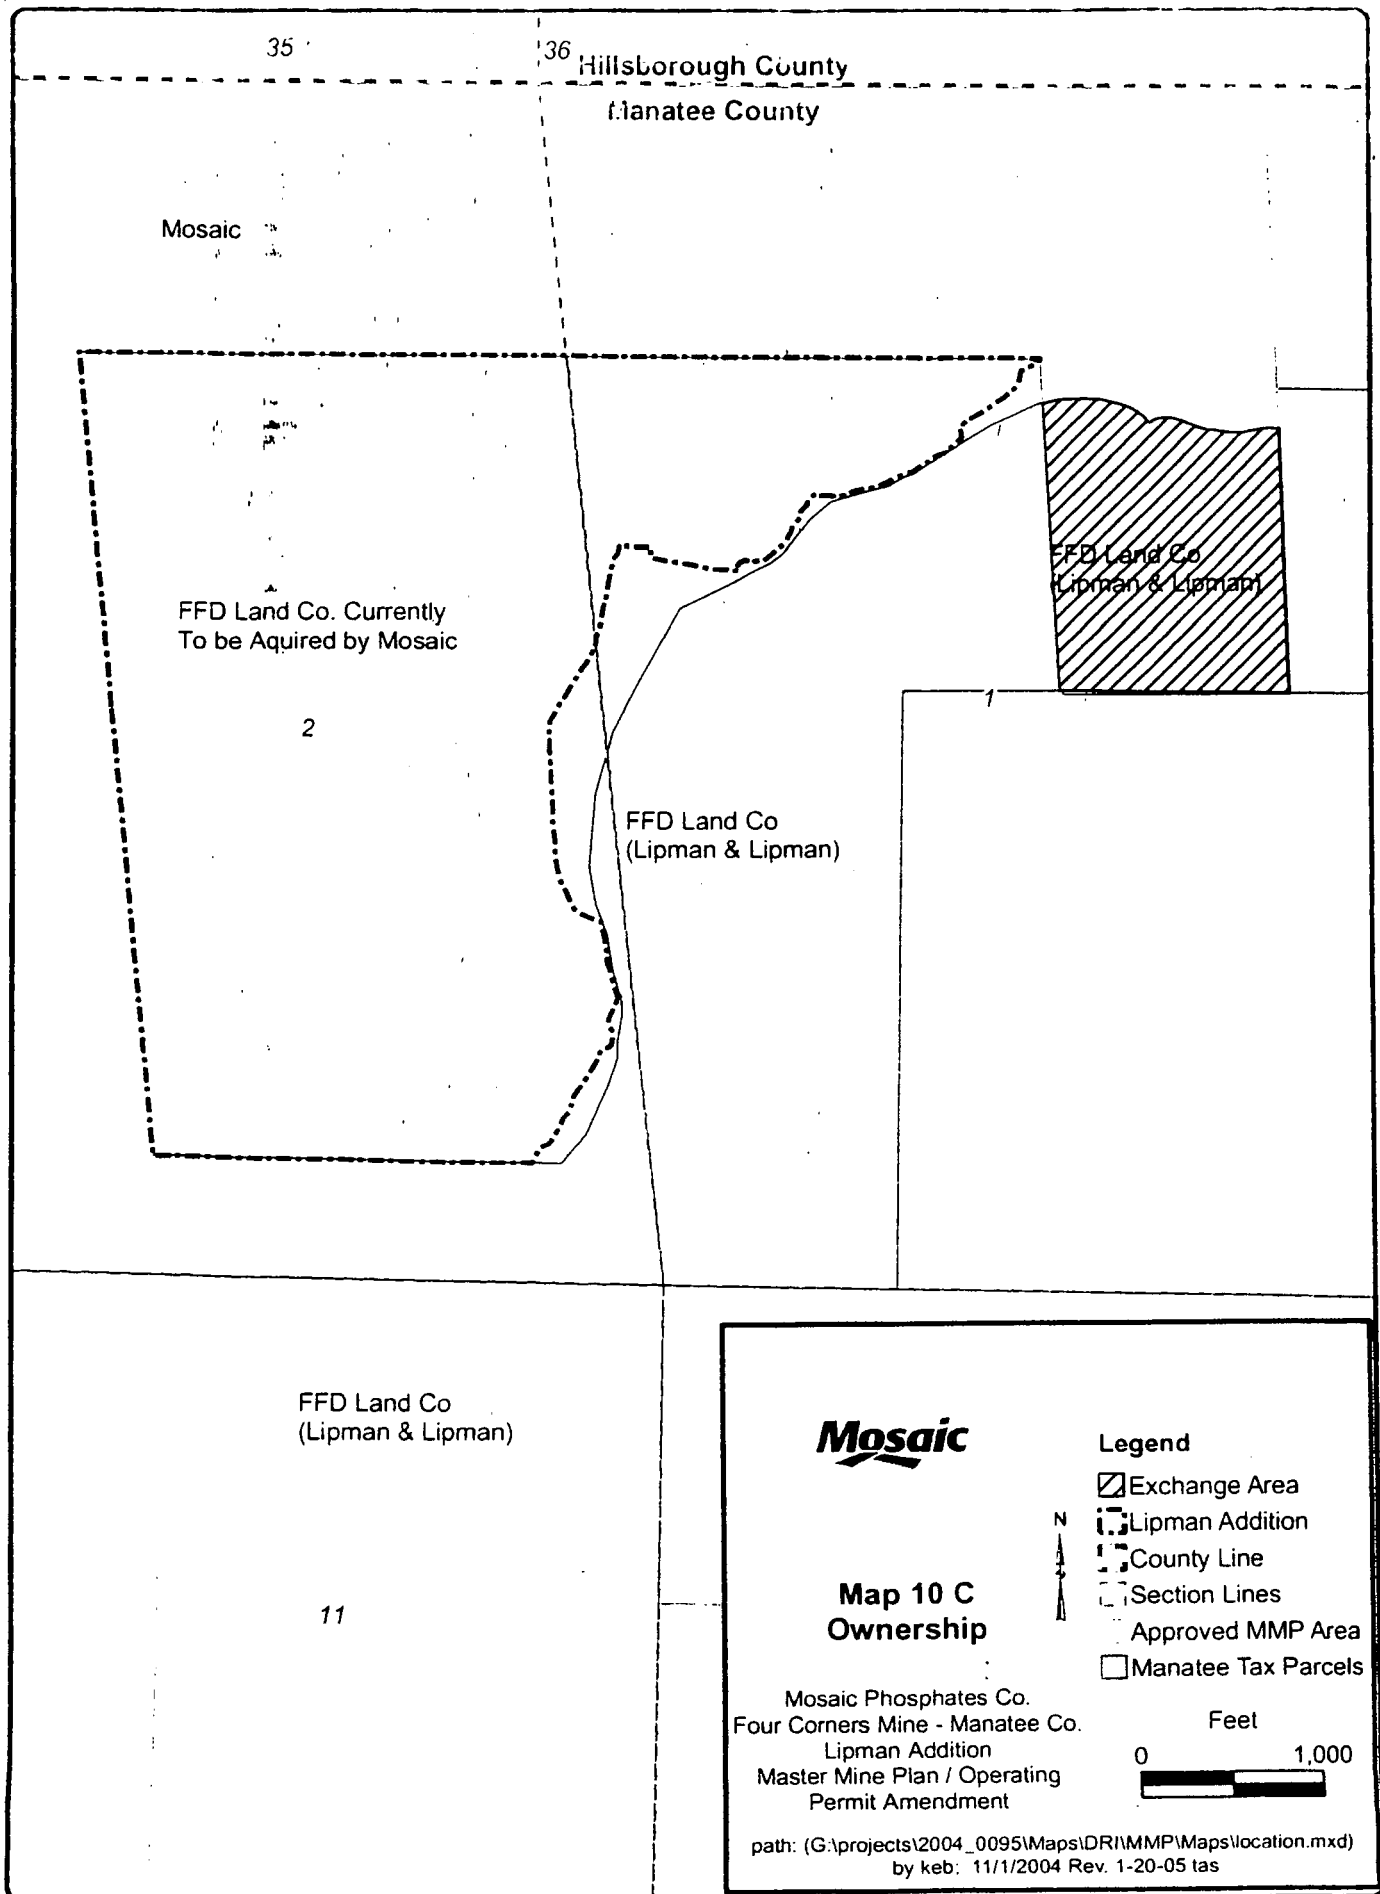 35
36
Hillsborough County
Manatee County
Mosaic
FFD Land Co
(Lipman & Lipman)
FFD Land Co. Currently
To be Aquired by Mosaic
2
1
FFD Land Co
(Lipman & Lipman)
FFD Land Co
(Lipman & Lipman)
11
Mosaic
Map 10 C
Ownership
Mosaic Phosphates Co.
Four Corners Mine - Manatee Co.
Lipman Addition
Master Mine Plan / Operating
Permit Amendment
N
Legend
Exchange Area
Lipman Addition
County Line
Section Lines
Approved MMP Area
Manatee Tax Parcels
Feet
0 1,000
path: (G:\projects\2004_0095\Maps\DRI\MMP\Maps\location.mxd)
by keb: 11/1/2004 Rev. 1-20-05 tas